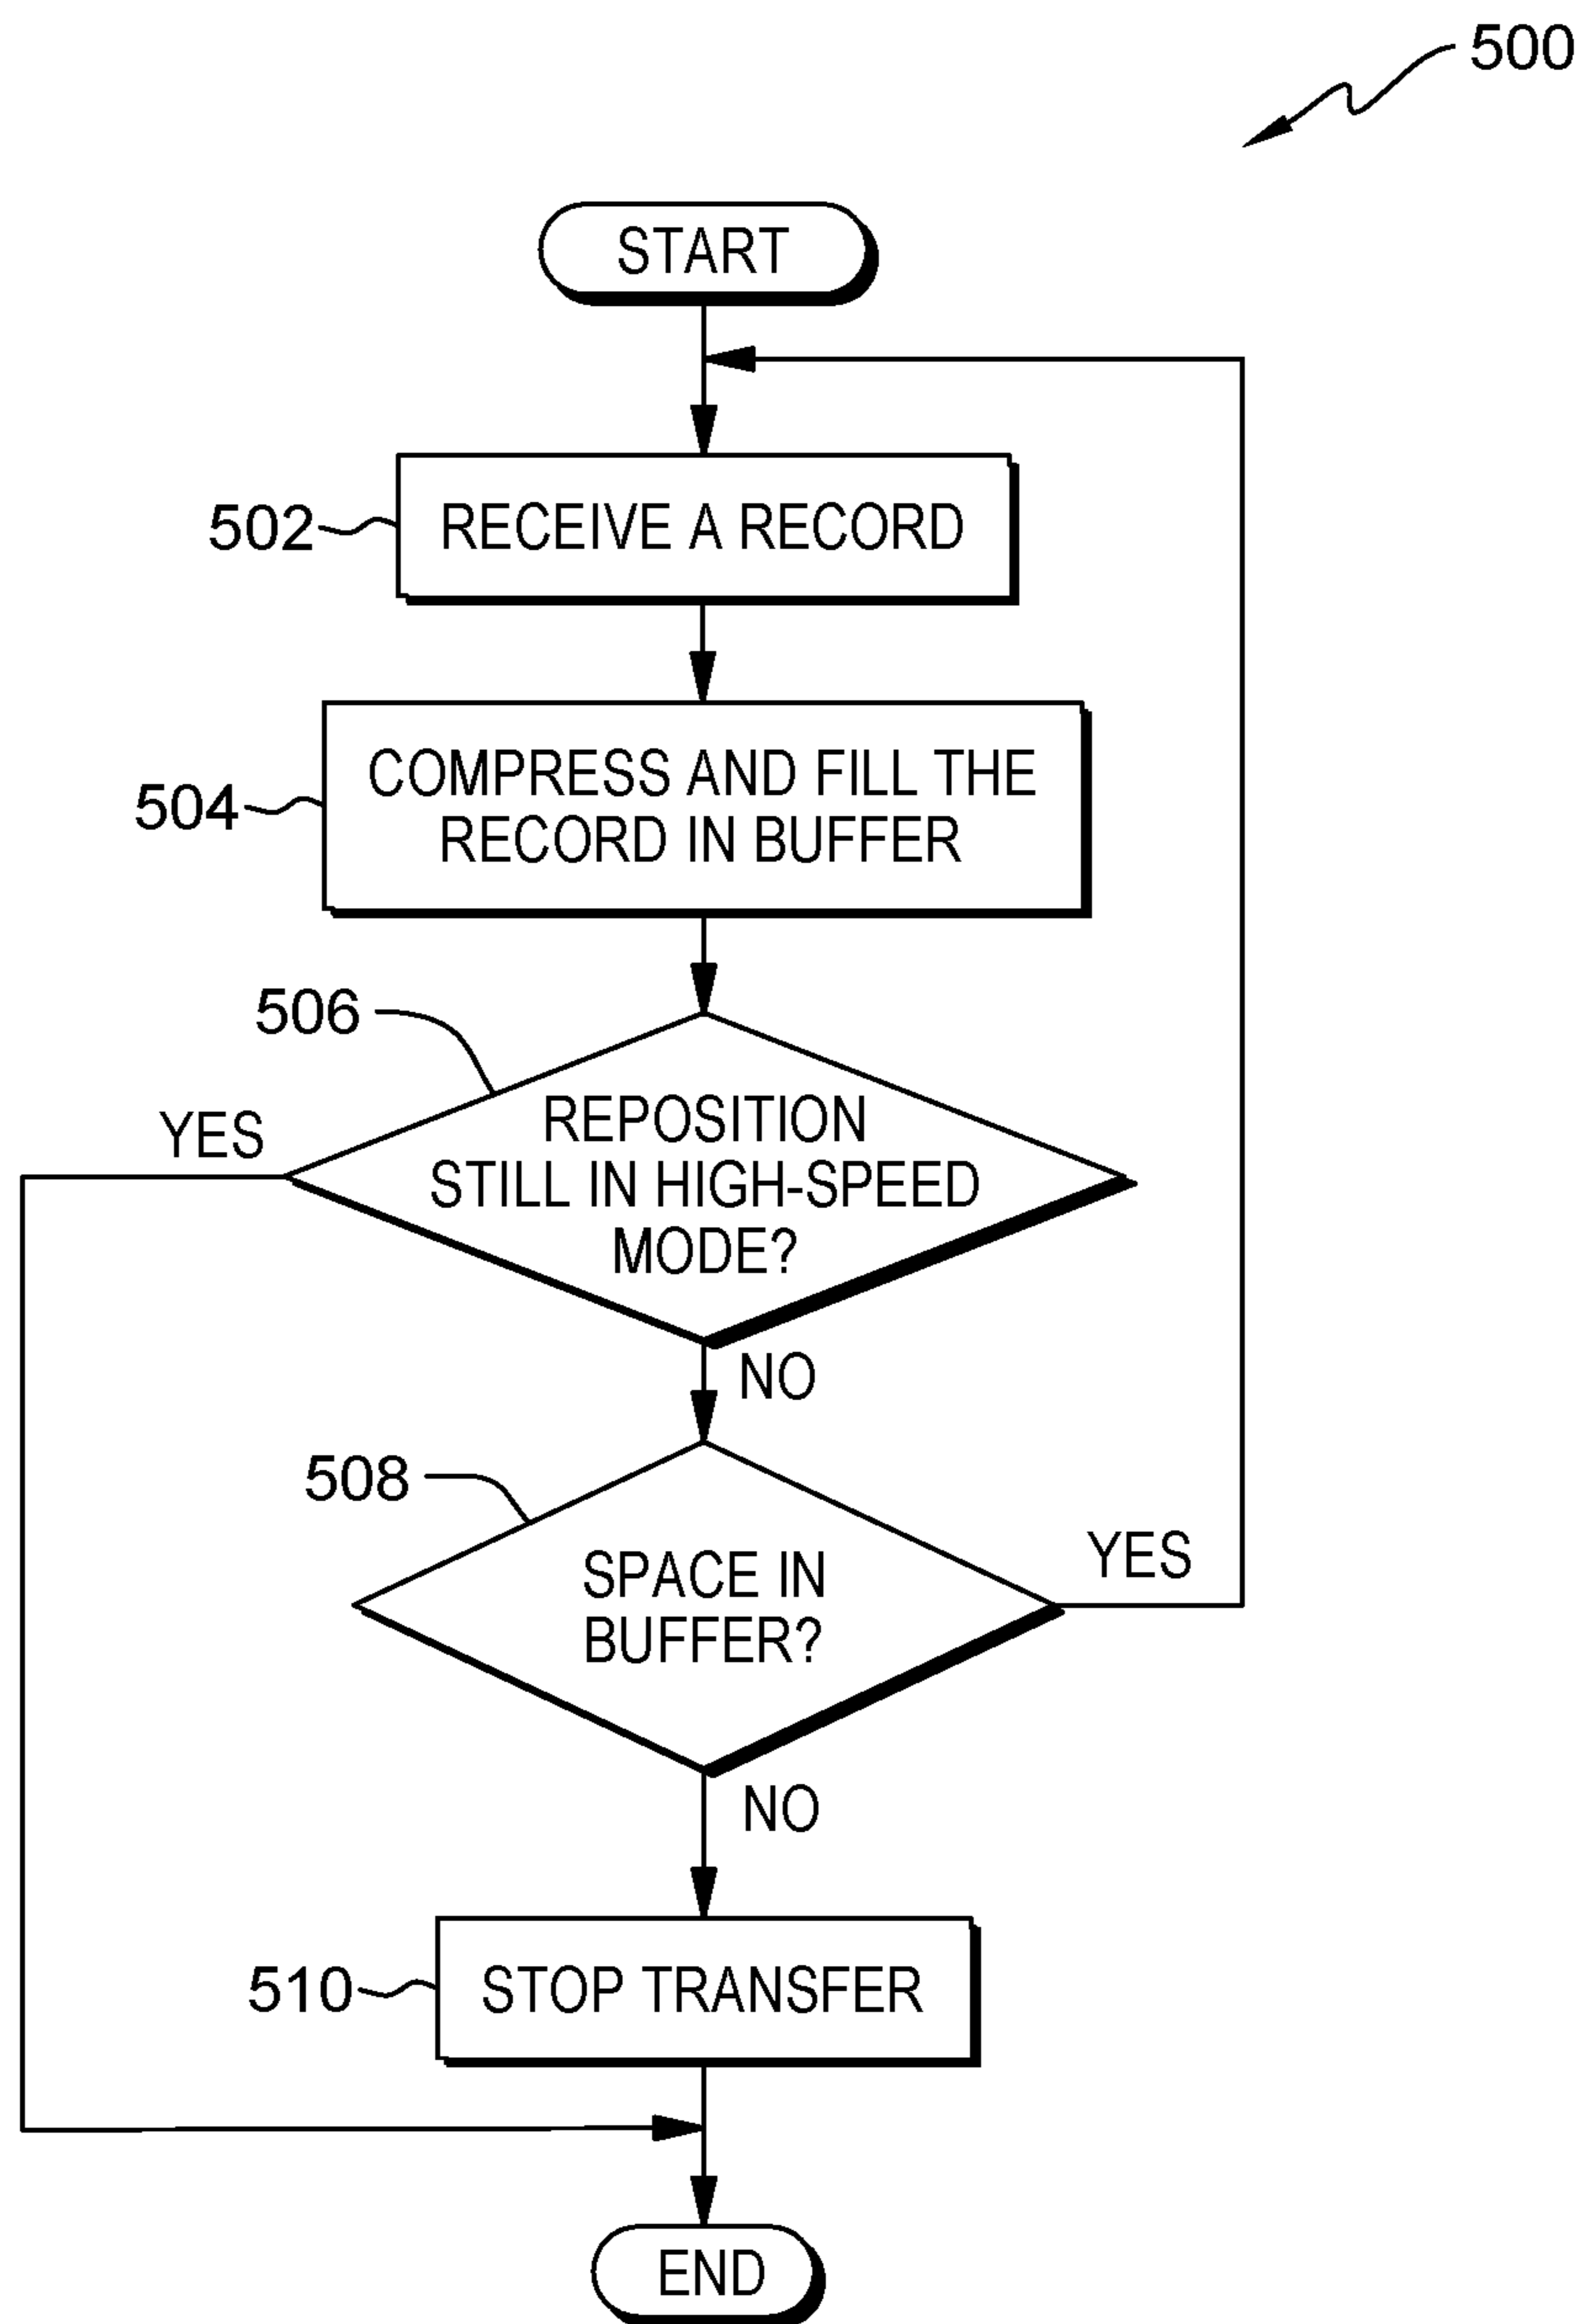 500
START
502
RECEIVE A RECORD
504
COMPRESS AND FILL THE
RECORD IN BUFFER
506
YES
REPOSITION
STILL IN HIGH-SPEED
MODE?
NO
508
SPACE IN
BUFFER?
YES
NO
510
STOP TRANSFER
END